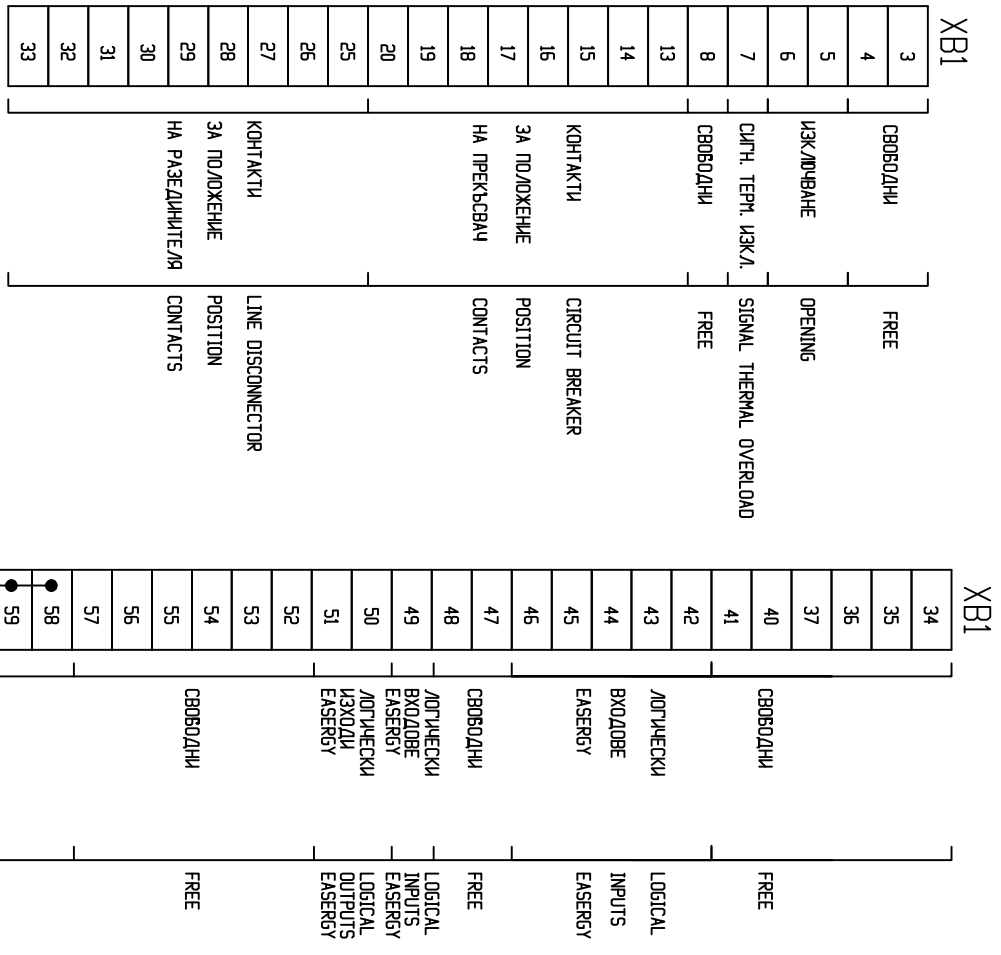 XB1
3
4
5
6
7
8
13
14
15
16
17
18
19
20
25
26
27
28
29
30
31
32
33
СВОБОДНИ
ИЗКЛЮЧВАНЕ
СИГН. ТЕРМ. ИЗКЛ.
СВОБОДНИ
КОНТАКТИ
ЗА ПОЛОЖЕНИЕ
НА ПРЕКЪСВАЧ
КОНТАКТИ
ЗА ПОЛОЖЕНИЕ
НА РАЗЕДИНИТЕЛЯ
FREE
OPENING
SIGNAL THERMAL OVERLOAD
FREE
CIRCUIT BREAKER
POSITION
CONTACTS
LINE DISCONNECTOR
POSITION
CONTACTS
XB1
34
35
36
37
40
41
42
43
44
45
46
47
48
49
50
51
52
53
54
55
56
57
58
59
СВОБОДНИ
ЛОГИЧЕСКИ
ВХОДОВЕ
EASERGY
СВОБОДНИ
ЛОГИЧЕСКИ
ВХОДОВЕ
EASERGY
ЛОГИЧЕСКИ
ИЗХОДИ
EASERGY
СВОБОДНИ
FREE
LOGICAL
INPUTS
EASERGY
FREE
LOGICAL
INPUTS
EASERGY
LOGICAL
OUTPUTS
EASERGY
FREE